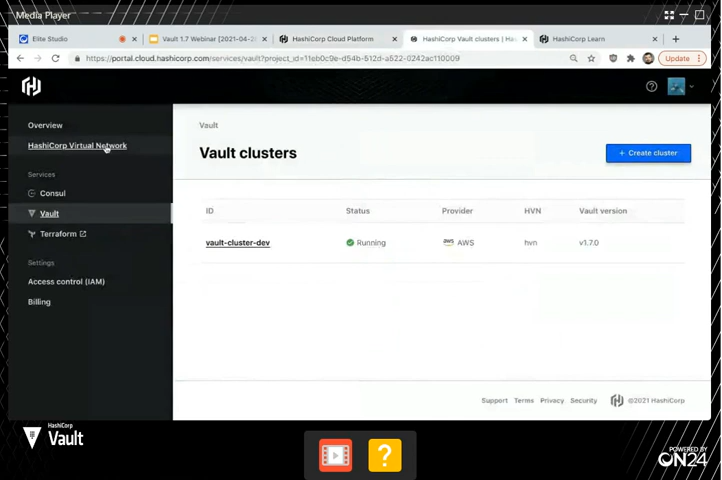 Media Player
Elite Studio
Vault 1.7 Webinar [2021-04-2
HashiCorp Cloud Platform
HashiCorp Vault clusters | Ha
HashiCorp Learn
https://portal.cloud.hashicorp.com/services/vault?project_id=11eb0c9e-d54b-512d-a522-0242ac110009
Update
Overview
HashiCorp Virtual Network
Services
Consul
Vault
Terraform
Settings
Access control (IAM)
Billing
Vault
Vault clusters
+ Create cluster
ID Status Provider HVN Vault version
vault-cluster-dev Running aws AWS hvn v1.7.0
Support Terms Privacy Security ©2021 HashiCorp
HashiCorp
Vault
?
POWERED BY
ON24